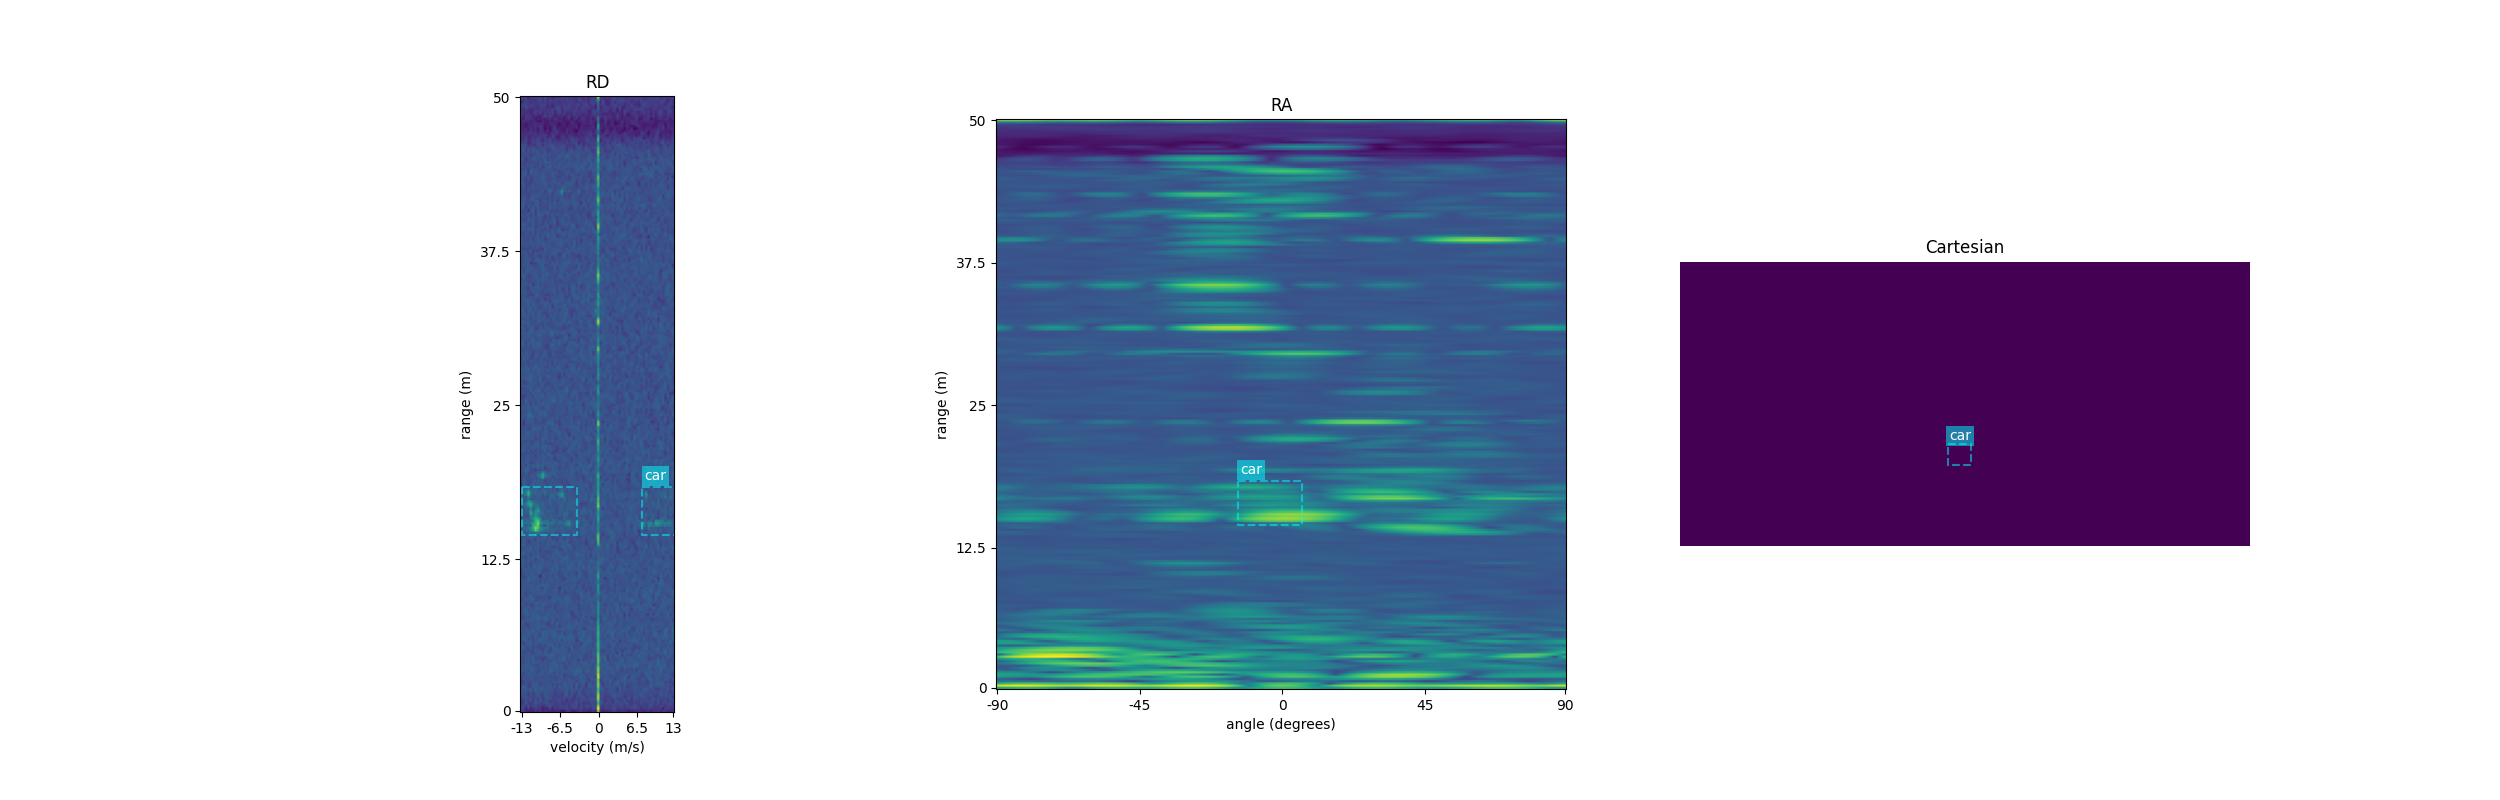 RD
50
37.5
25
12.5
0
range (m)
car
-13 -6.5 0 6.5 13
velocity (m/s)
RA
50
37.5
25
12.5
0
range (m)
car
-90 -45 0 45 90
angle (degrees)
Cartesian
car